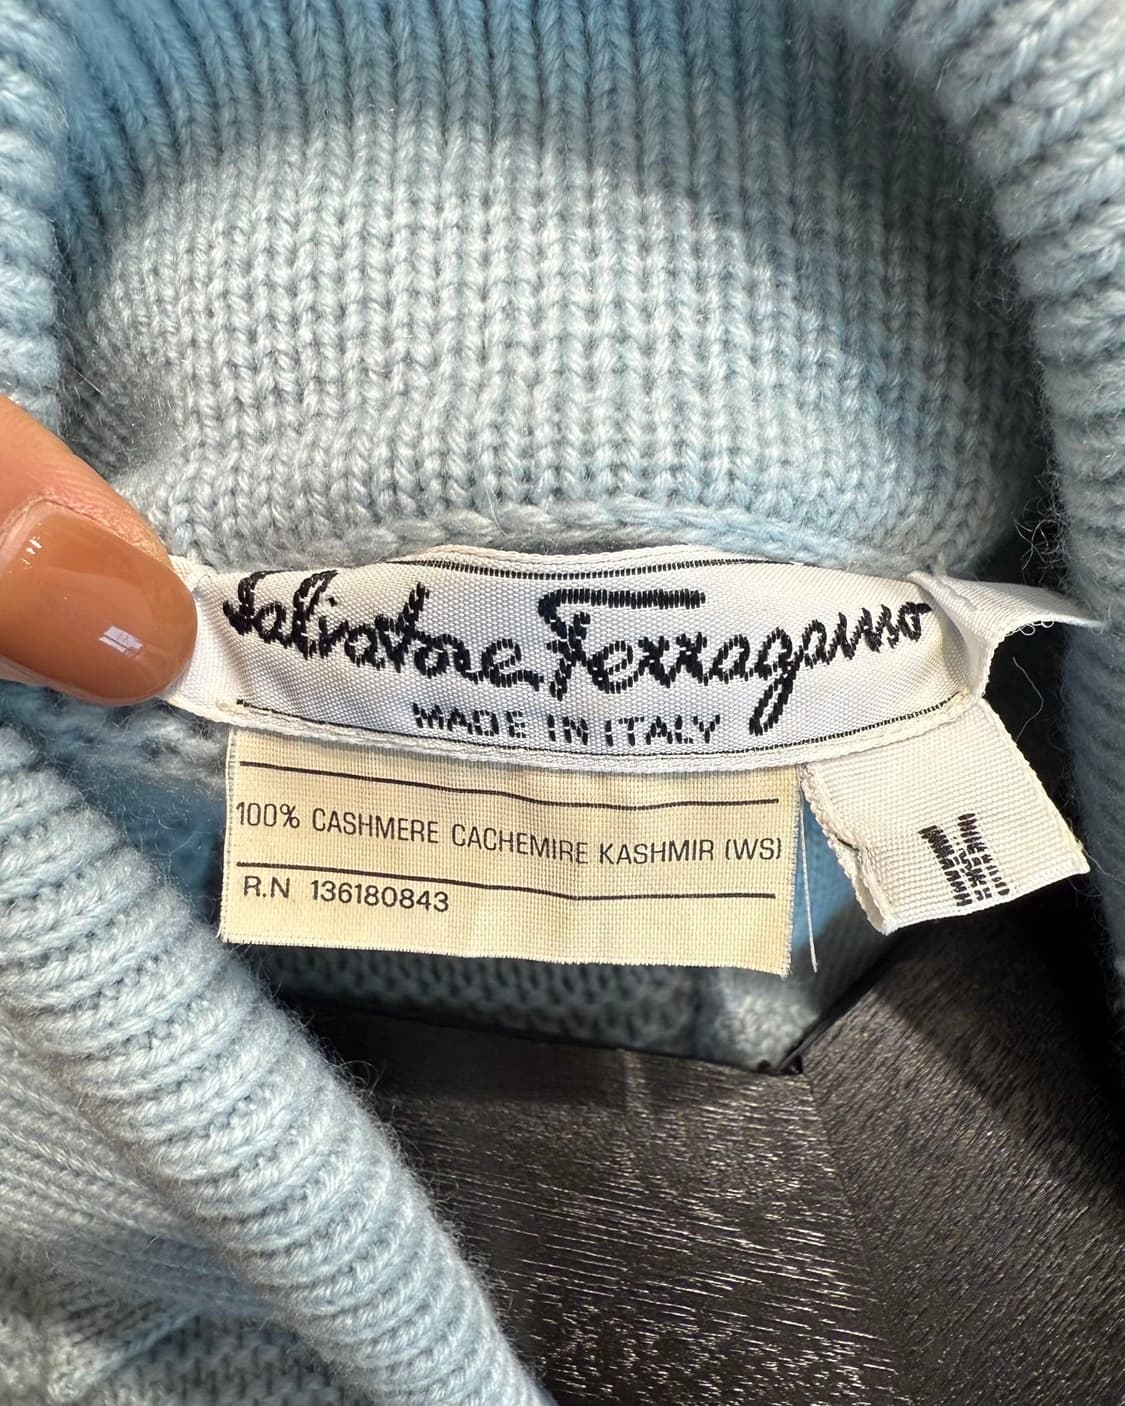 Salvatore Ferragamo
MADE IN ITALY
100% CASHMERE CACHEMIRE KASHMIR (WS)
R.N 136180843
M